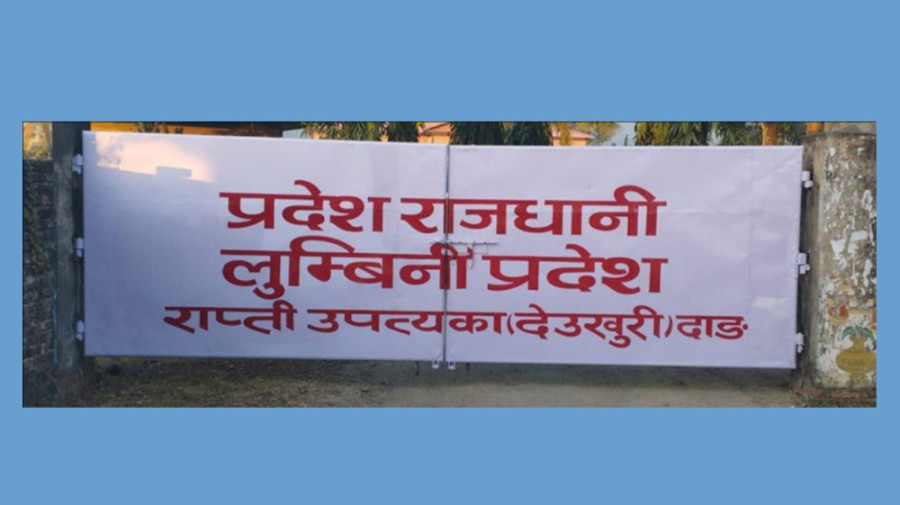 प्रदेश राजधानी
लुम्बिनी प्रदेश
राप्ती उपत्यका(देउखुरी)दाङ